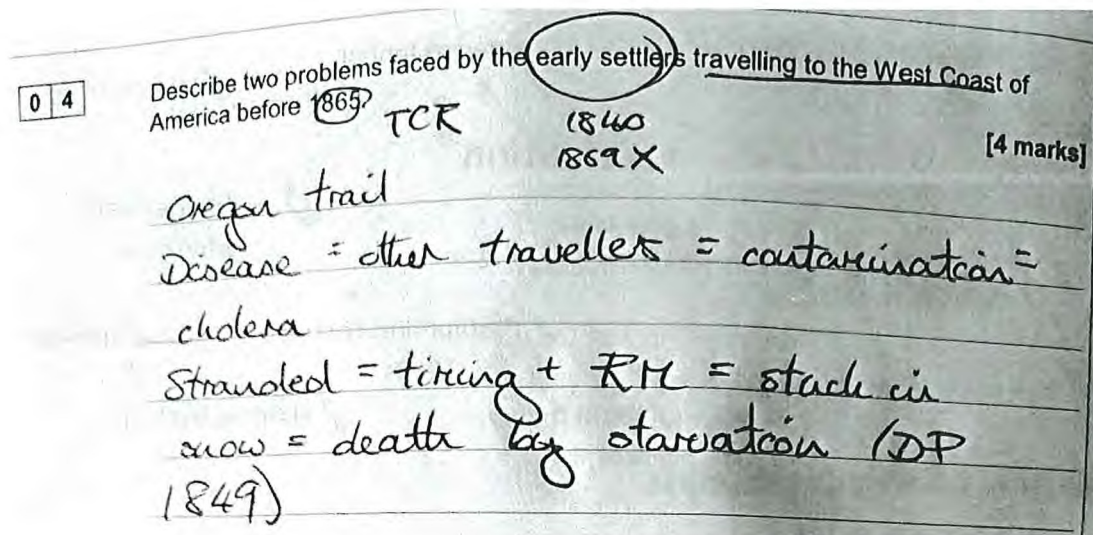 0 4
Describe two problems faced by the early settlers travelling to the West Coast of
America before 1865?
TCR 1840
1869 X
[4 marks]
Oregon trail
Disease = other travellers = contamination =
cholera
Stranded = timing + RM = stuck in
snow = death by starvation (DP
1849)